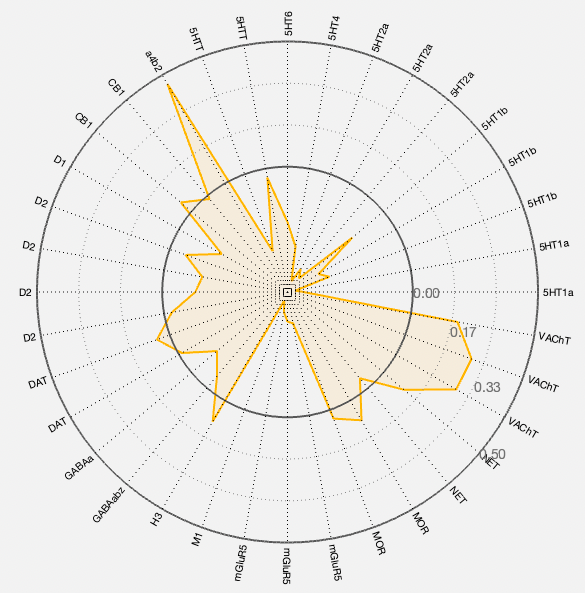 5HT6
5HT4
5HT2a
5HT2a
5HT2a
5HT1b
5HT1b
5HT1b
5HT1a
5HT1a
VAChT
VAChT
VAChT
NET
NET
MOR
MOR
mGluR5
mGluR5
mGluR5
M1
H3
GABAabz
GABAa
DAT
DAT
D2
D2
D2
D2
D1
CB1
CB1
a4b2
5HTT
5HTT
0.00
0.17
0.33
0.50